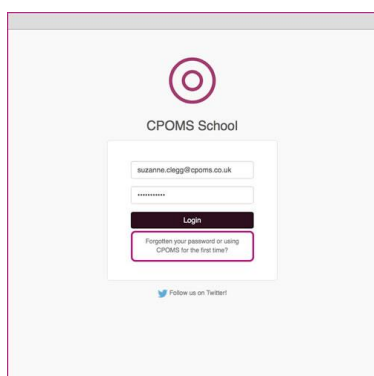 CPOMS School
suzanne.clegg@cpoms.co.uk
•••••••••••
Login
Forgotten your password or using
CPOMS for the first time?
Follow us on Twitter!